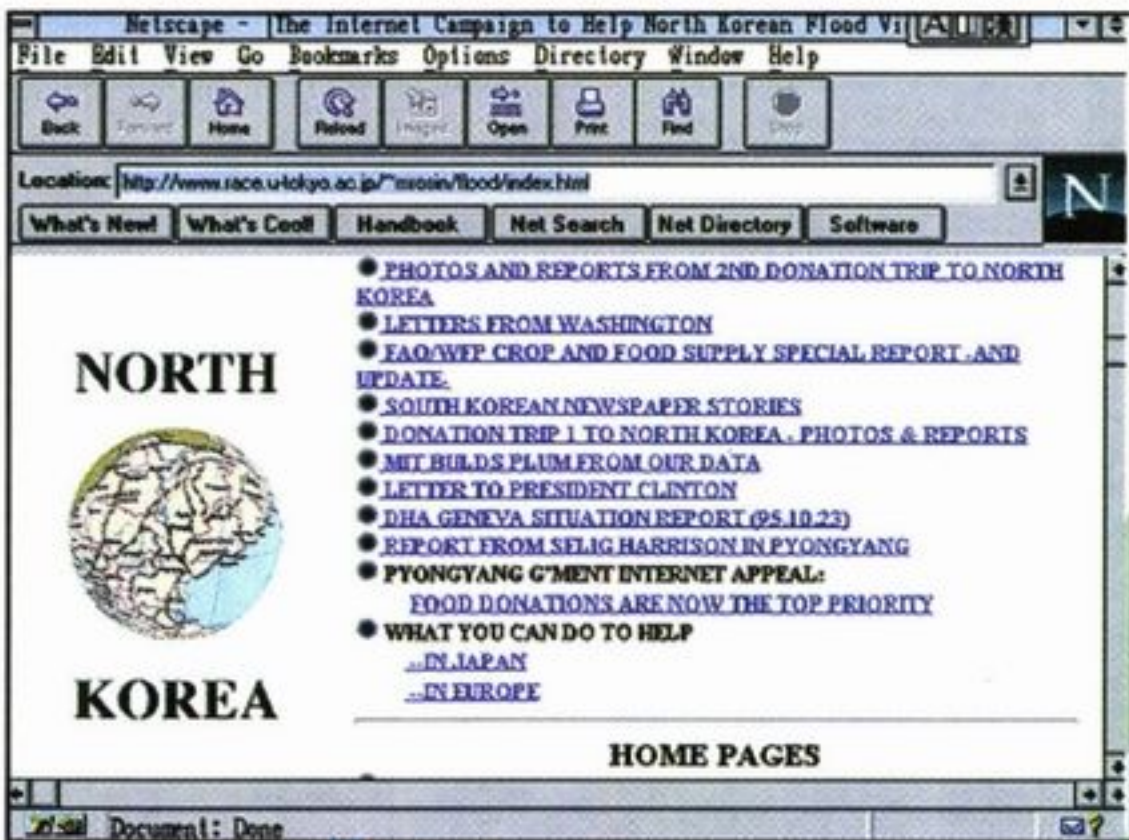 Netscape - The Internet Campaign to Help North Korean Flood Vi
File Edit View Go Bookmarks Options Directory Window Help
Back Forward Home Reload Images Open Print Find Stop
Location: http://www.race.u-tokyo.ac.jp/~mrosin/flood/index.html
N
What's New! What's Cool! Handbook Net Search Net Directory Software
PHOTOS AND REPORTS FROM 2ND DONATION TRIP TO NORTH
KOREA
LETTERS FROM WASHINGTON
FAO/WFP CROP AND FOOD SUPPLY SPECIAL REPORT -AND
UPDATE-
SOUTH KOREAN NEWSPAPER STORIES
DONATION TRIP 1 TO NORTH KOREA - PHOTOS & REPORTS
MIT BUILDS PLUM FROM OUR DATA
LETTER TO PRESIDENT CLINTON
DHA GENEVA SITUATION REPORT (95.10.23)
REPORT FROM SELIG HARRISON IN PYONGYANG
PYONGYANG G'MENT INTERNET APPEAL:
FOOD DONATIONS ARE NOW THE TOP PRIORITY
WHAT YOU CAN DO TO HELP
...IN JAPAN
...IN EUROPE
NORTH
KOREA
HOME PAGES
Document: Done